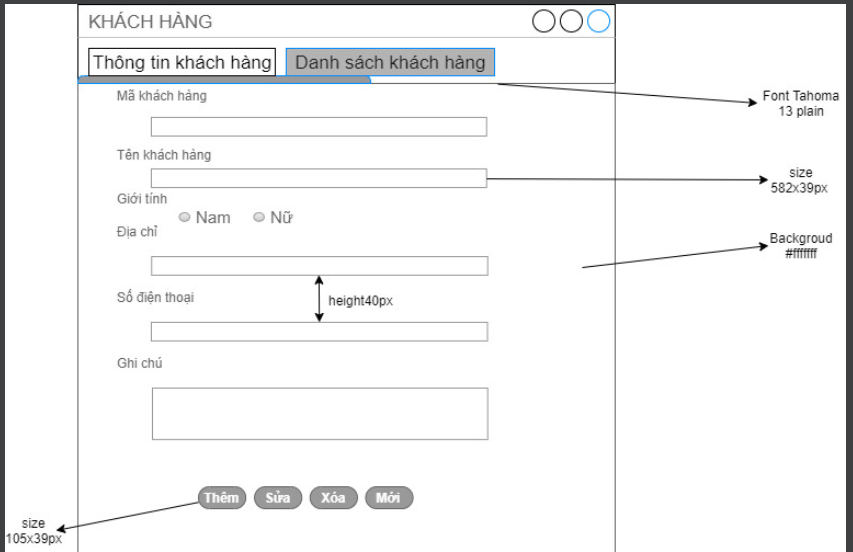 KHÁCH HÀNG
Thông tin khách hàng
Danh sách khách hàng
Mã khách hàng
Font Tahoma
13 plain
Tên khách hàng
size
582x39px
Giới tính
Nam
Nữ
Địa chỉ
Backgroud
#fffffff
Số điện thoại
height40px
Ghi chú
Thêm
Sửa
Xóa
Mới
size
105x39px